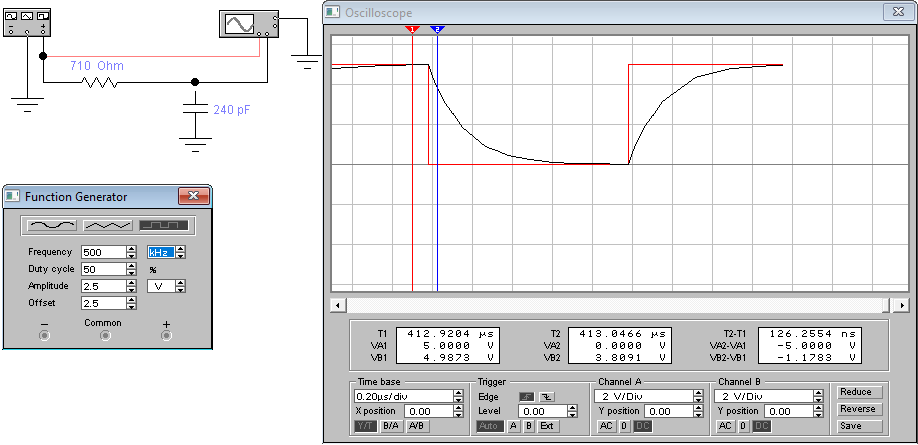 Oscilloscope
1 2
710 Ohm
240 pF
Function Generator
Frequency 500 kHz
Duty cycle 50 %
Amplitude 2.5 V
Offset 2.5
− Common +
T1 412.9204 µs T2 413.0466 µs T2-T1 126.2554 ns
VA1 5.0000 V VA2 0.0000 V VA2-VA1 -5.0000 V
VB1 4.9873 V VB2 3.8091 V VB2-VB1 -1.1783 V
Time base Trigger Channel A Channel B
0.20µs/div Edge 2 V/Div 2 V/Div Reduce
X position 0.00 Level 0.00 Y position 0.00 Y position 0.00 Reverse
Y/T B/A A/B Auto A B Ext AC 0 DC AC 0 DC Save